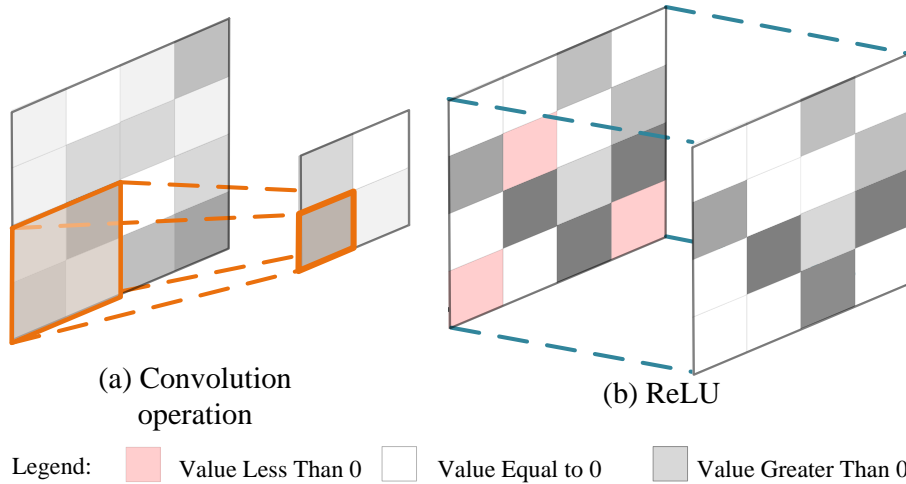 (a) Convolution
operation
(b) ReLU
Legend: Value Less Than 0 Value Equal to 0 Value Greater Than 0